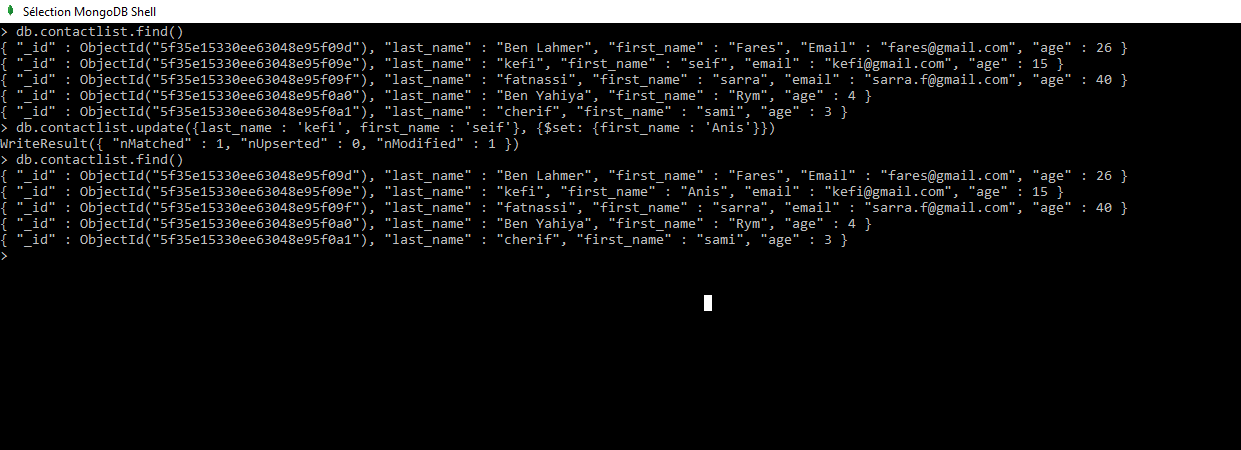 Sélection MongoDB Shell
> db.contactlist.find()
{ "_id" : ObjectId("5f35e15330ee63048e95f09d"), "last_name" : "Ben Lahmer", "first_name" : "Fares", "Email" : "fares@gmail.com", "age" : 26 }
{ "_id" : ObjectId("5f35e15330ee63048e95f09e"), "last_name" : "kefi", "first_name" : "seif", "email" : "kefi@gmail.com", "age" : 15 }
{ "_id" : ObjectId("5f35e15330ee63048e95f09f"), "last_name" : "fatnassi", "first_name" : "sarra", "email" : "sarra.f@gmail.com", "age" : 40 }
{ "_id" : ObjectId("5f35e15330ee63048e95f0a0"), "last_name" : "Ben Yahiya", "first_name" : "Rym", "age" : 4 }
{ "_id" : ObjectId("5f35e15330ee63048e95f0a1"), "last_name" : "cherif", "first_name" : "sami", "age" : 3 }
> db.contactlist.update({last_name : 'kefi', first_name : 'seif'}, {$set: {first_name : 'Anis'}})
WriteResult({ "nMatched" : 1, "nUpserted" : 0, "nModified" : 1 })
> db.contactlist.find()
{ "_id" : ObjectId("5f35e15330ee63048e95f09d"), "last_name" : "Ben Lahmer", "first_name" : "Fares", "Email" : "fares@gmail.com", "age" : 26 }
{ "_id" : ObjectId("5f35e15330ee63048e95f09e"), "last_name" : "kefi", "first_name" : "Anis", "email" : "kefi@gmail.com", "age" : 15 }
{ "_id" : ObjectId("5f35e15330ee63048e95f09f"), "last_name" : "fatnassi", "first_name" : "sarra", "email" : "sarra.f@gmail.com", "age" : 40 }
{ "_id" : ObjectId("5f35e15330ee63048e95f0a0"), "last_name" : "Ben Yahiya", "first_name" : "Rym", "age" : 4 }
{ "_id" : ObjectId("5f35e15330ee63048e95f0a1"), "last_name" : "cherif", "first_name" : "sami", "age" : 3 }
>